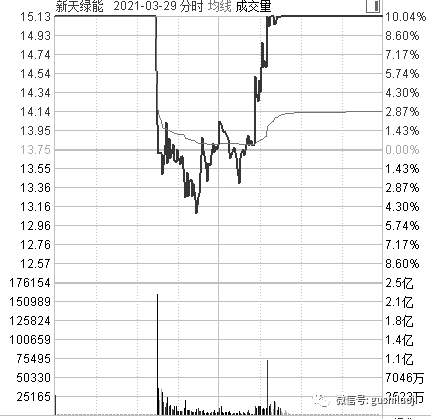 新天绿能 2021-03-29 分时 均线 成交量
15.13 10.04%
14.93 8.60%
14.73 7.17%
14.54 5.74%
14.34 4.30%
14.14 2.87%
13.95 1.43%
13.75 0.00%
13.55 1.43%
13.36 2.87%
13.16 4.30%
12.96 5.74%
12.76 7.17%
12.57 8.60%
176154 2.5亿
150989 2.1亿
125824 1.8亿
100659 1.4亿
75495 1.1亿
50330 7046万
25165
微信号: